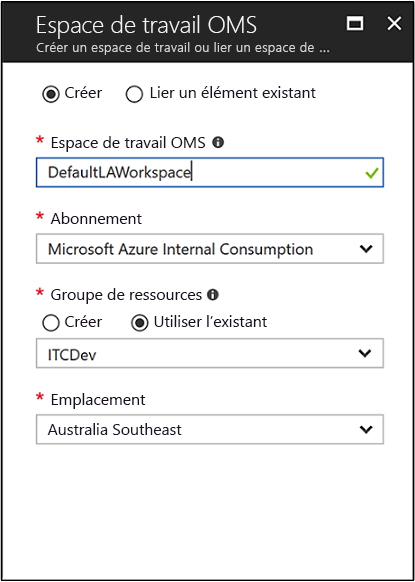 Espace de travail OMS
Créer un espace de travail ou lier un espace de ...
Créer Lier un élément existant
* Espace de travail OMS
DefaultLAWorkspace
* Abonnement
Microsoft Azure Internal Consumption
* Groupe de ressources
Créer Utiliser l'existant
ITCDev
* Emplacement
Australia Southeast